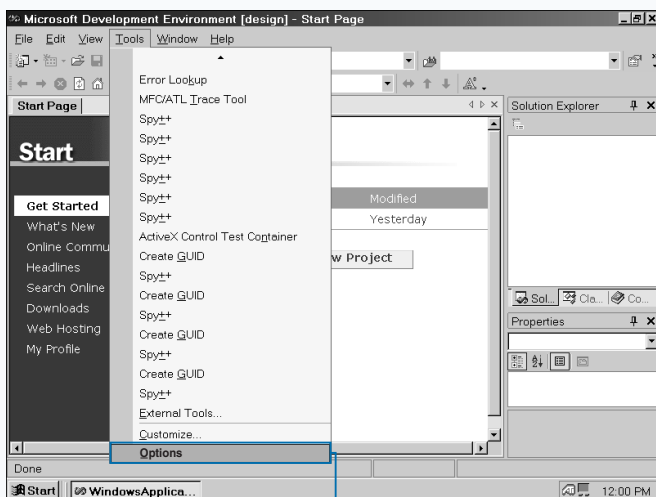 Microsoft Development Environment [design] - Start Page
File Edit View Tools Window Help
Start Page
Error Lookup
MFC/ATL Trace Tool
Spy++
Spy++
Spy++
Spy++
Spy++
Spy++
ActiveX Control Test Container
Create GUID
Spy++
Create GUID
Spy++
Create GUID
Spy++
Create GUID
Spy++
External Tools...
Customize...
Options
Start
Get Started
What's New
Online Commu
Headlines
Search Online
Downloads
Web Hosting
My Profile
Modified
Yesterday
w Project
Solution Explorer
Sol... Cla... Co...
Properties
Done
Start WindowsApplica... 12:00 PM